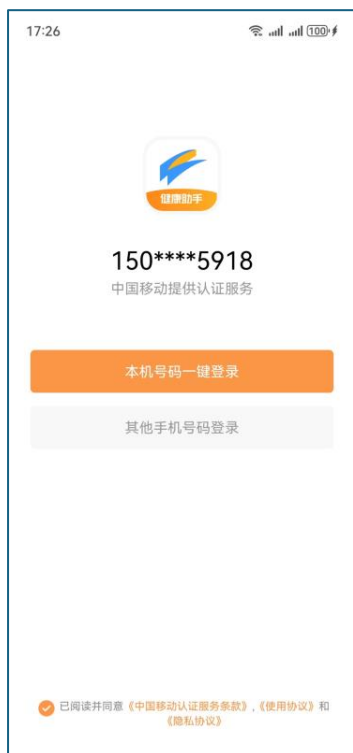 17:26
100
健康助手
150****5918
中国移动提供认证服务
本机号码一键登录
其他手机号码登录
已阅读并同意《中国移动认证服务条款》,《使用协议》和
《隐私协议》